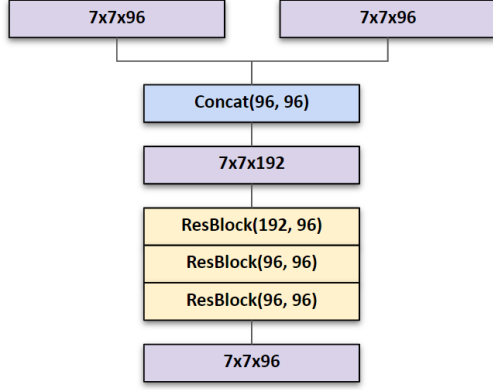 7x7x96
7x7x96
Concat(96, 96)
7x7x192
ResBlock(192, 96)
ResBlock(96, 96)
ResBlock(96, 96)
7x7x96